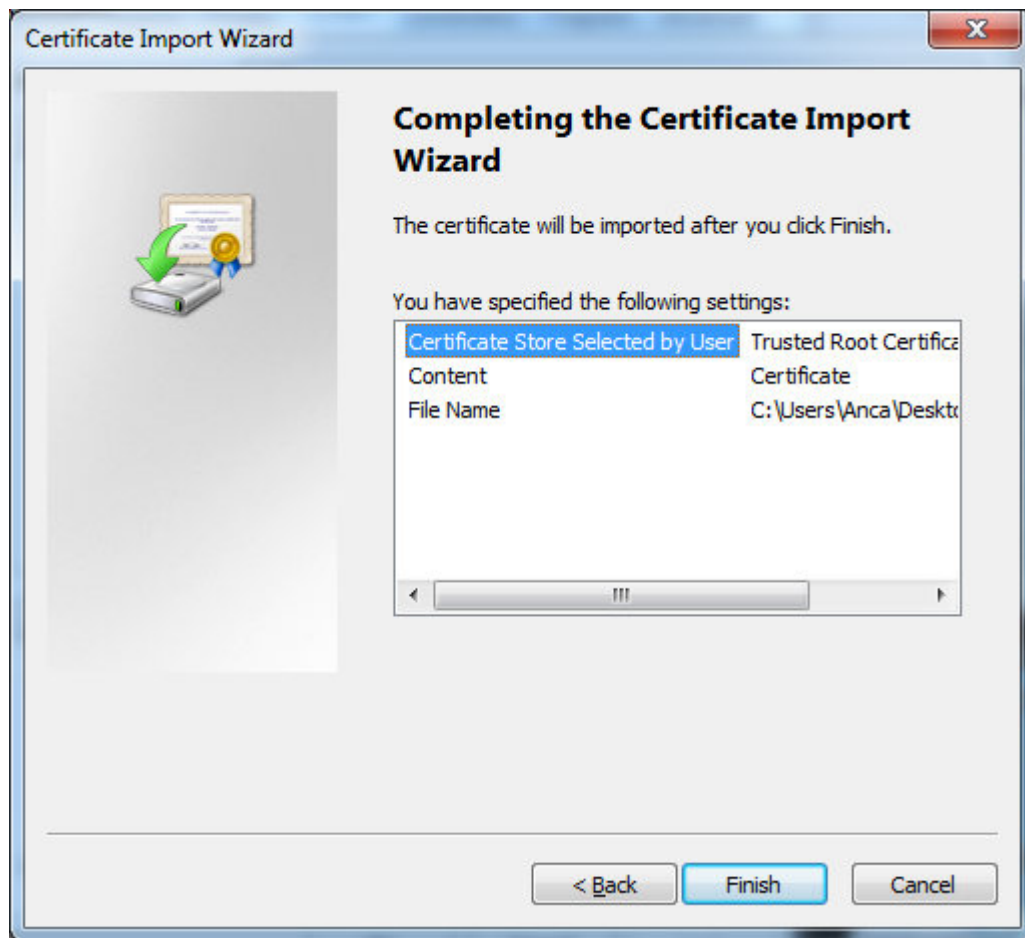 Certificate Import Wizard
Completing the Certificate Import
Wizard
The certificate will be imported after you click Finish.
You have specified the following settings:
Certificate Store Selected by User Trusted Root Certifica
Content Certificate
File Name C:\Users\Anca\Deskto
< Back Finish Cancel